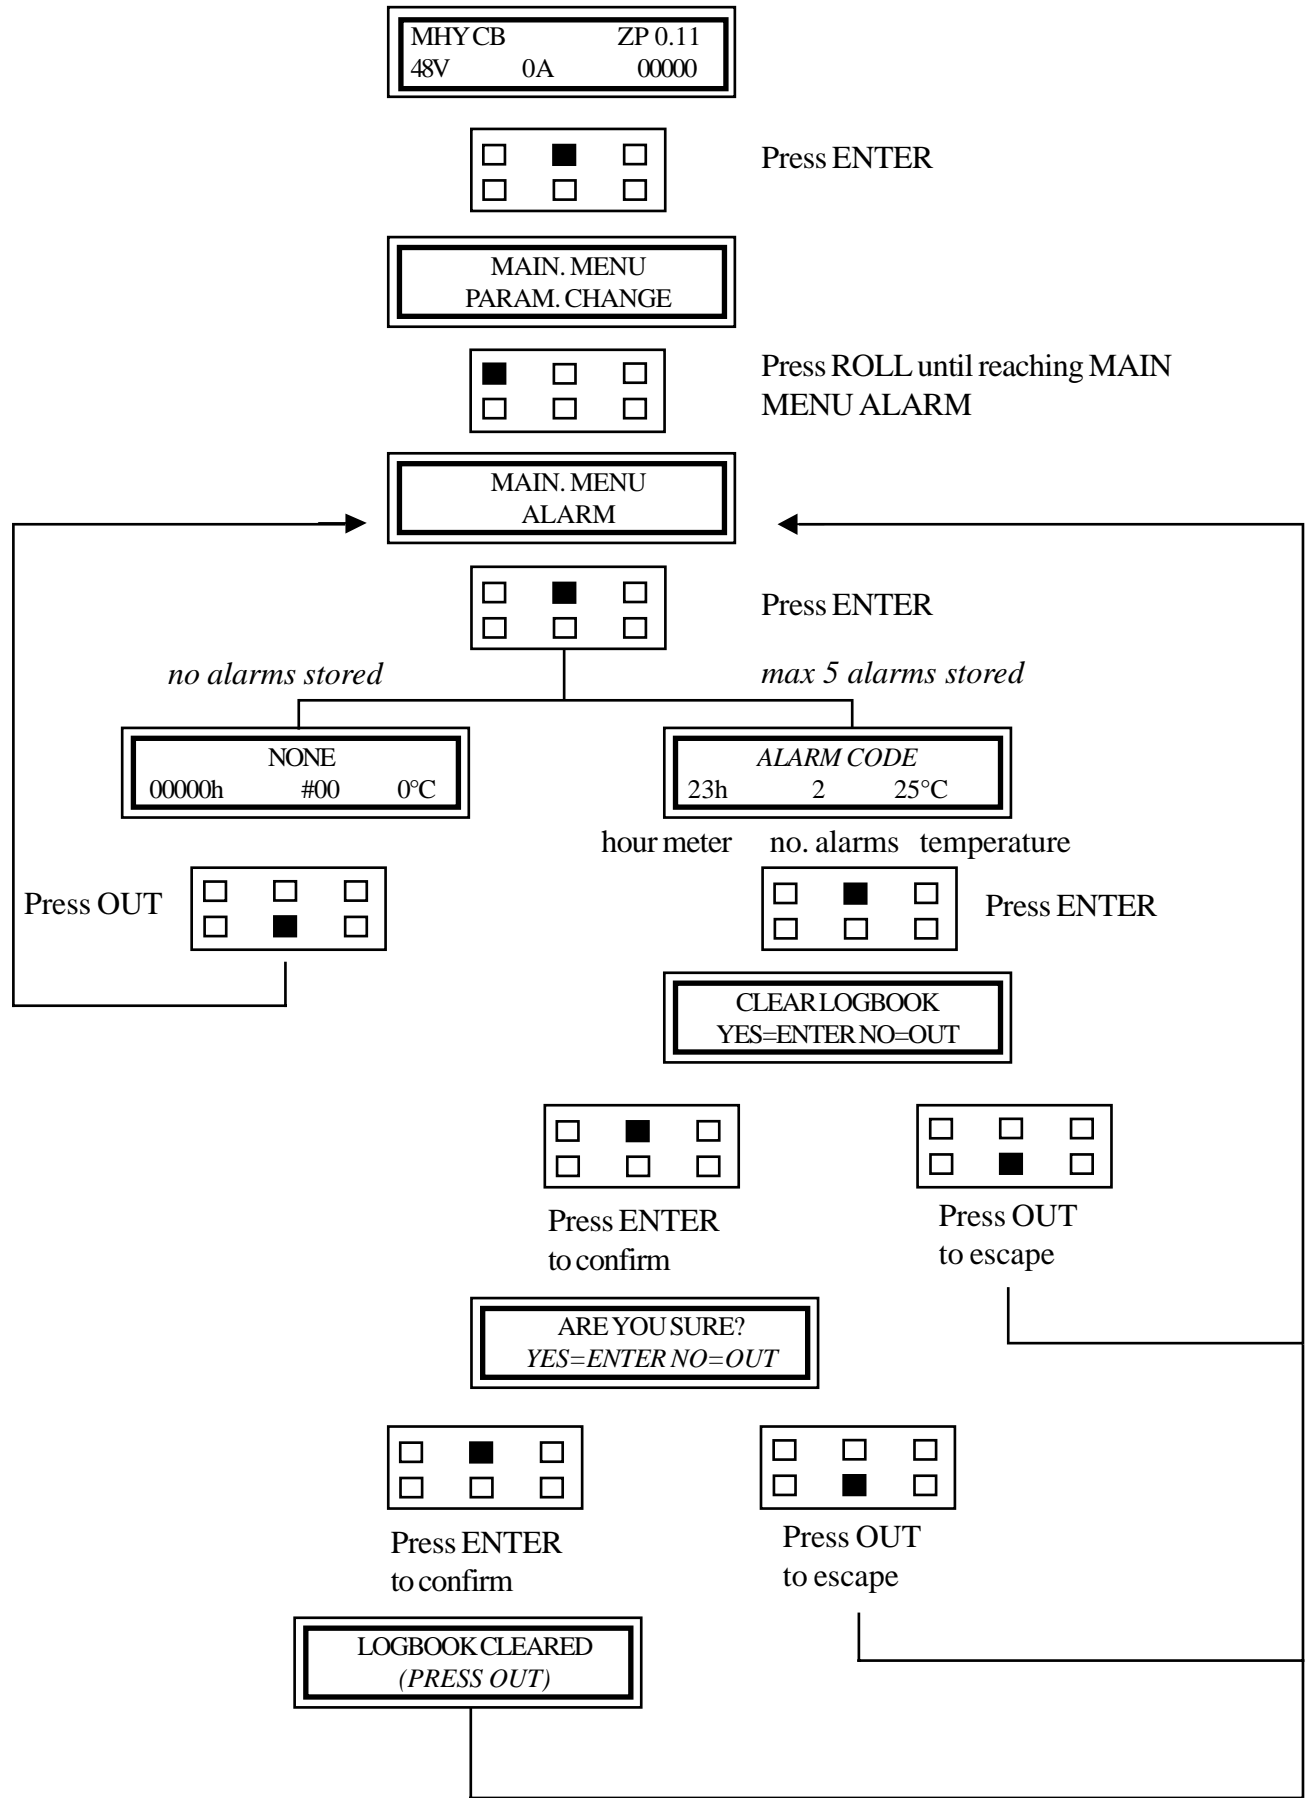 MHYCB ZP 0.11
48V 0A 00000
Press ENTER
MAIN. MENU
PARAM. CHANGE
Press ROLL until reaching MAIN
MENU ALARM
MAIN. MENU
ALARM
Press ENTER
no alarms stored
max 5 alarms stored
NONE
00000h #00 0°C
ALARM CODE
23h 2 25°C
hour meter no. alarms temperature
Press OUT
Press ENTER
CLEAR LOGBOOK
YES=ENTER NO=OUT
Press ENTER
to confirm
Press OUT
to escape
ARE YOU SURE?
YES=ENTER NO=OUT
Press ENTER
to confirm
Press OUT
to escape
LOGBOOK CLEARED
(PRESS OUT)